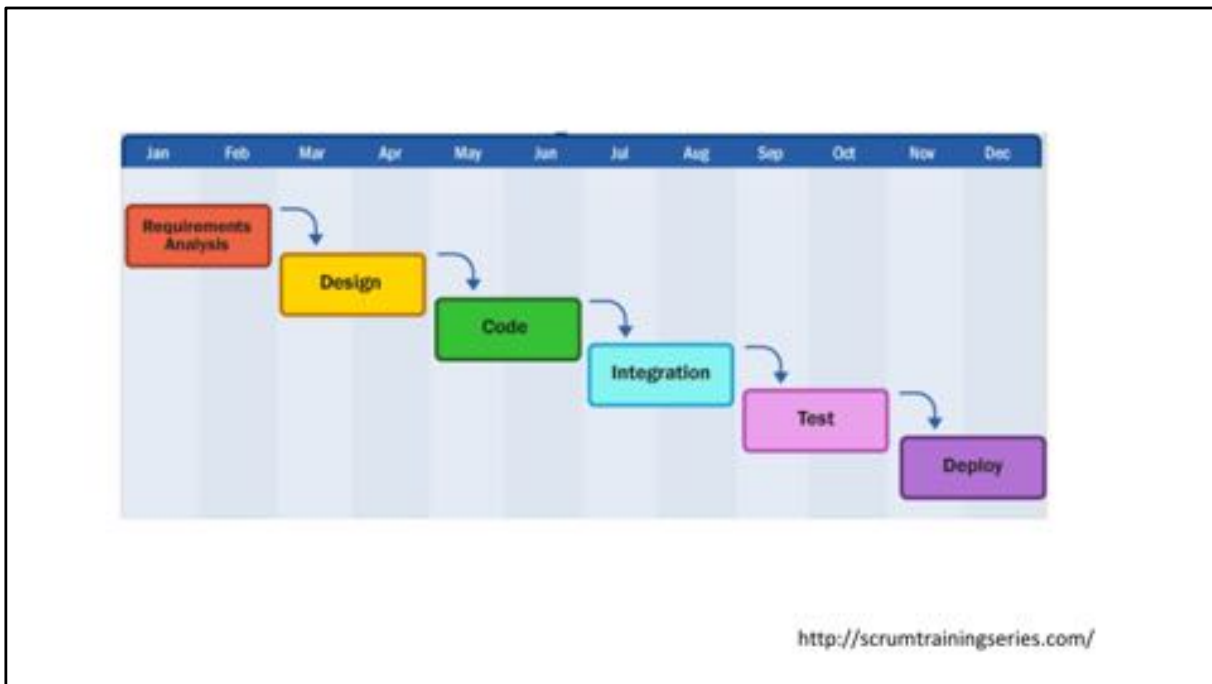 Jan Feb Mar Apr May Jun Jul Aug Sep Oct Nov Dec
Requirements
Analysis
Design
Code
Integration
Test
Deploy
http://scrumtrainingseries.com/